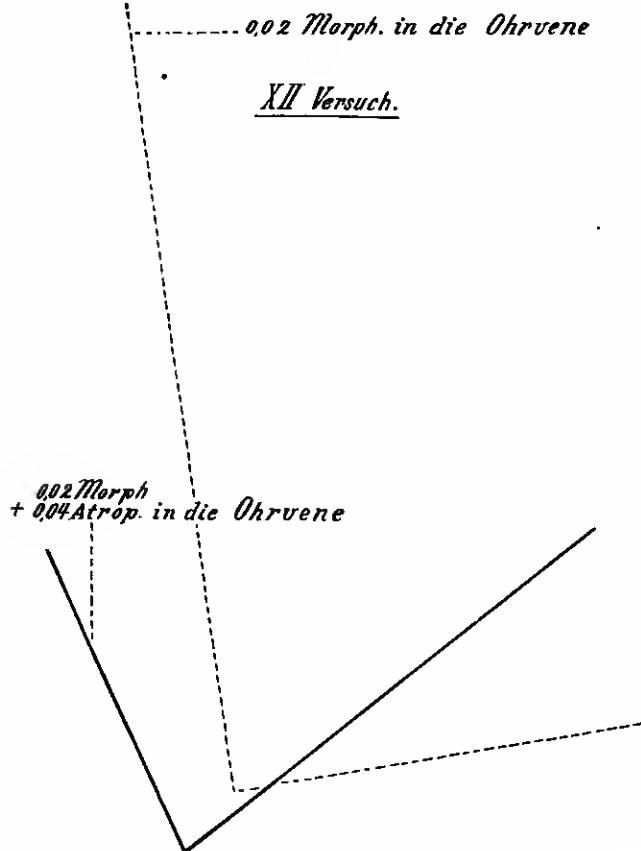 0,02 Morph. in die Ohrvene
XII Versuch.
0,02 Morph
+ 0,04 Atrop. in die Ohrvene